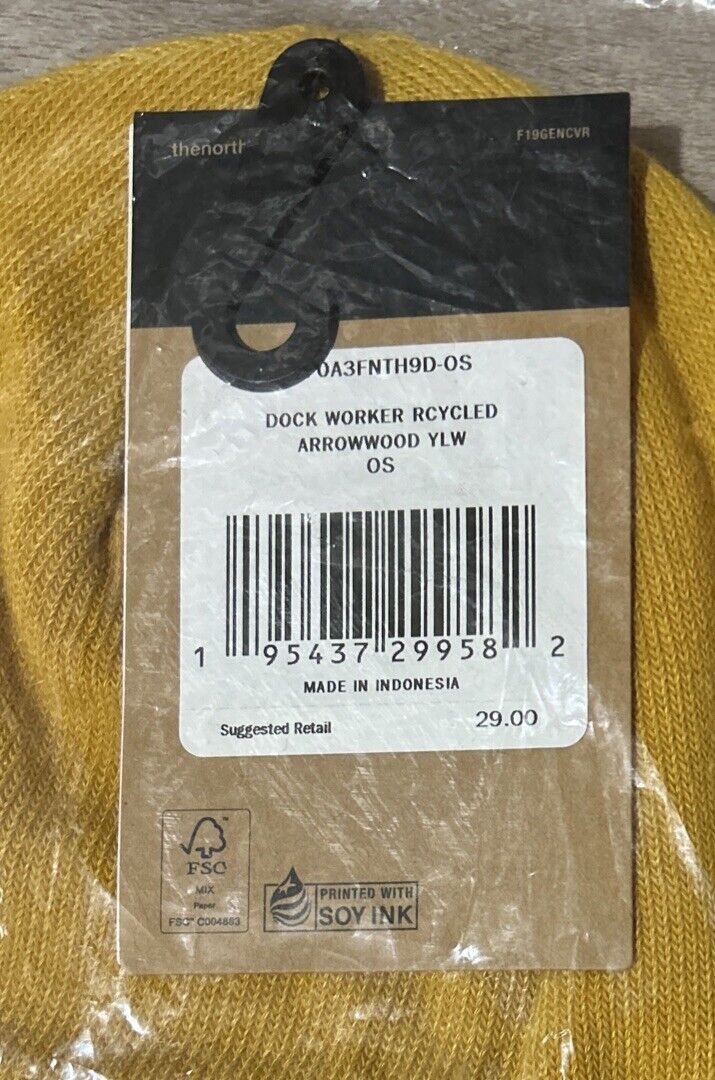 thenorth
F19GENCVR
0A3FNTH9D-OS
DOCK WORKER RCYCLED
ARROWWOOD YLW
OS
1 95437 29958 2
MADE IN INDONESIA
Suggested Retail 29.00
FSC
MIX
Paper
FSC™ C004883
PRINTED WITH
SOY INK